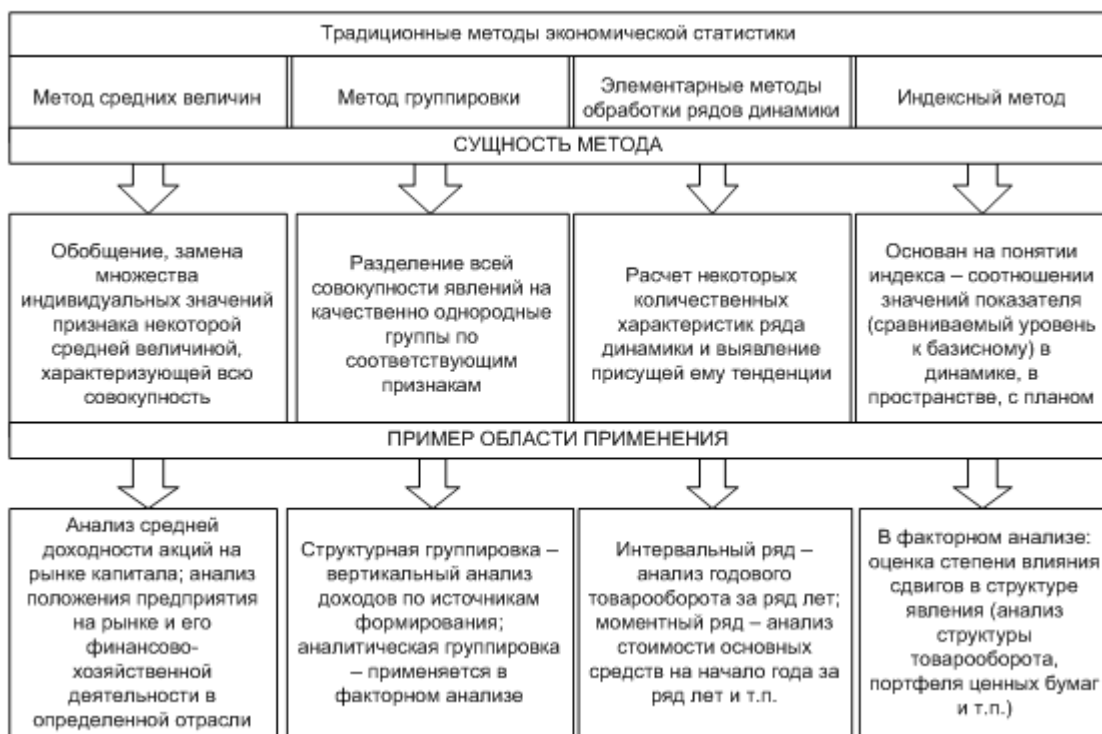 Традиционные методы экономической статистики
Метод средних величин
Метод группировки
Элементарные методы
обработки рядов динамики
Индексный метод
СУЩНОСТЬ МЕТОДА
Обобщение, замена
множества
индивидуальных значений
признака некоторой
средней величиной,
характеризующей всю
совокупность
Разделение всей
совокупности явлений на
качественно однородные
группы по
соответствующим
признакам
Расчет некоторых
количественных
характеристик ряда
динамики и выявление
присущей ему тенденции
Основан на понятии
индекса – соотношении
значений показателя
(сравниваемый уровень
к базисному) в
динамике, в
пространстве, с планом
ПРИМЕР ОБЛАСТИ ПРИМЕНЕНИЯ
Анализ средней
доходности акций на
рынке капитала; анализ
положения предприятия
на рынке и его
финансово-
хозяйственной
деятельности в
определенной отрасли
Структурная группировка –
вертикальный анализ
доходов по источникам
формирования;
аналитическая группировка
– применяется в
факторном анализе
Интервальный ряд –
анализ годового
товарооборота за ряд лет;
моментный ряд – анализ
стоимости основных
средств на начало года за
ряд лет и т.п.
В факторном анализе:
оценка степени влияния
сдвигов в структуре
явления (анализ
структуры
товарооборота,
портфеля ценных бумаг
и т.п.)